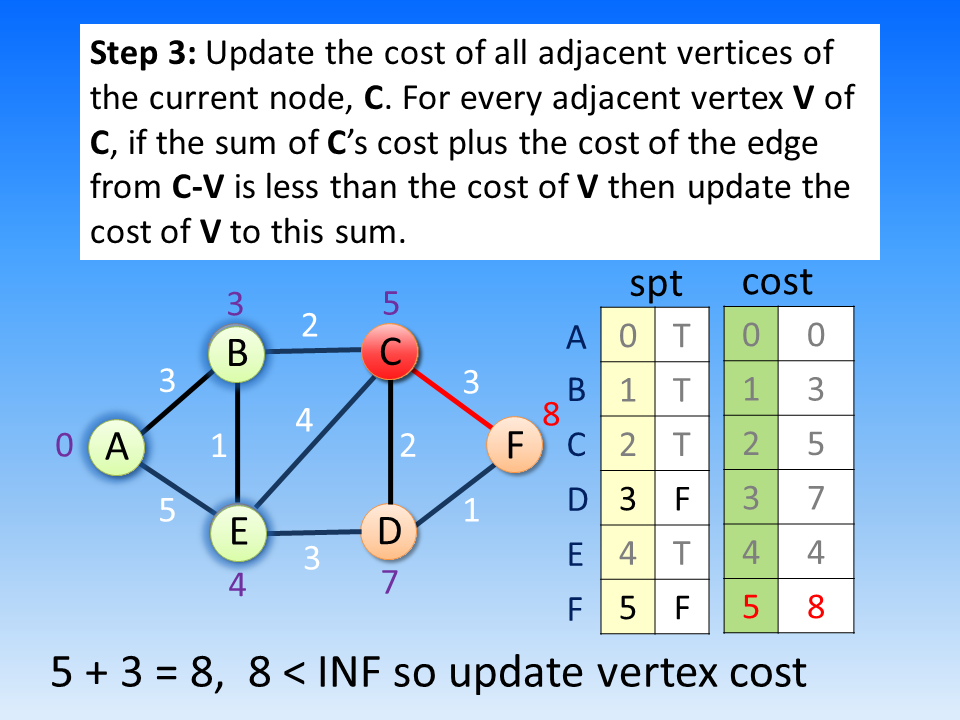 Step 3: Update the cost of all adjacent vertices of
the current node, C. For every adjacent vertex V of
C, if the sum of C’s cost plus the cost of the edge
from C-V is less than the cost of V then update the
cost of V to this sum.
spt cost
3 5
2
B C
3 3
4 8
0 A 1 2 F
5 1
E D
3
4 7
A 0 T 0 0
B 1 T 1 3
C 2 T 2 5
D 3 F 3 7
E 4 T 4 4
F 5 F 5 8
5 + 3 = 8, 8 < INF so update vertex cost